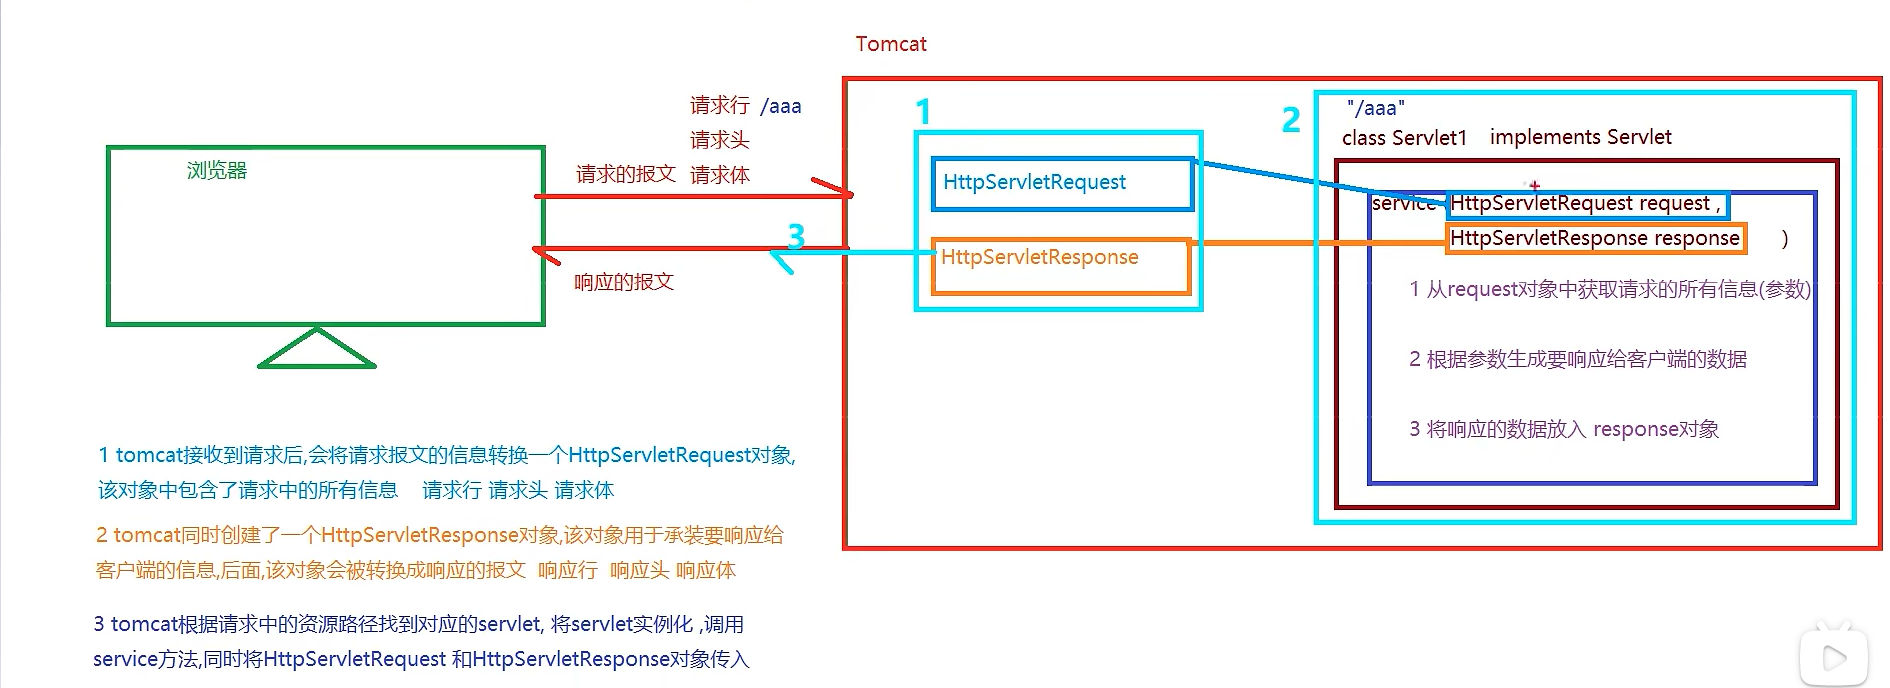 Tomcat
请求行 /aaa
请求头
请求的报文 请求体
浏览器
3
响应的报文
1
HttpServletRequest
HttpServletResponse
2
"/aaa"
class Servlet1 implements Servlet
service HttpServletRequest request ,
HttpServletResponse response )
1 从request对象中获取请求的所有信息(参数)
2 根据参数生成要响应给客户端的数据
3 将响应的数据放入 response对象
1 tomcat接收到请求后,会将请求报文的信息转换一个HttpServletRequest对象,
该对象中包含了请求中的所有信息 请求行 请求头 请求体
2 tomcat同时创建了一个HttpServletResponse对象,该对象用于承装要响应给
客户端的信息,后面,该对象会被转换成响应的报文 响应行 响应头 响应体
3 tomcat根据请求中的资源路径找到对应的servlet, 将servlet实例化 ,调用
service方法,同时将HttpServletRequest 和HttpServletResponse对象传入